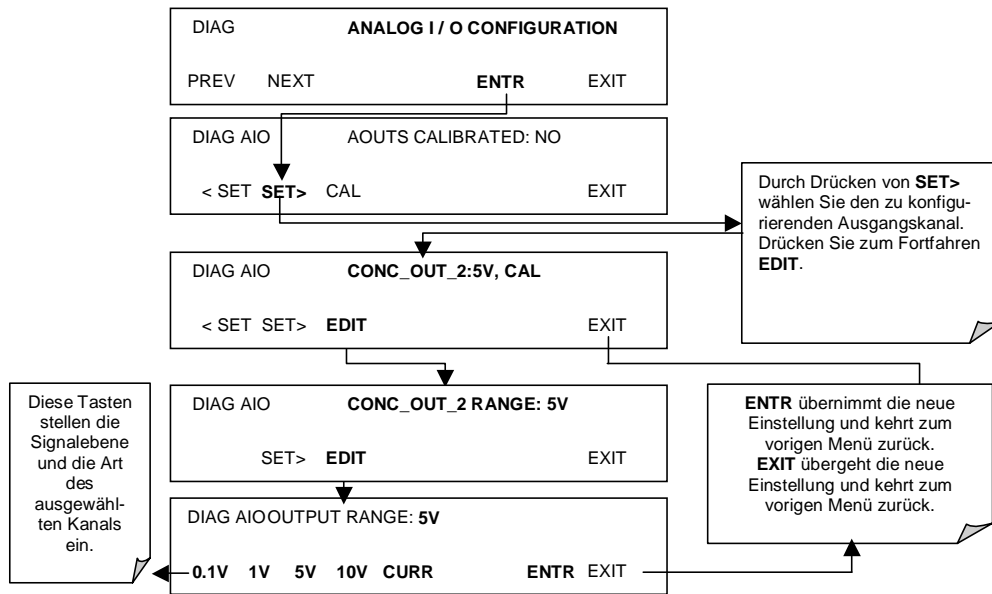 DIAG ANALOG I / O CONFIGURATION
PREV NEXT ENTR EXIT
DIAG AIO AOUTS CALIBRATED: NO
< SET SET> CAL EXIT
Durch Drücken von SET>
wählen Sie den zu konfigu-
rierenden Ausgangskanal.
Drücken Sie zum Fortfahren
EDIT.
DIAG AIO CONC_OUT_2:5V, CAL
< SET SET> EDIT EXIT
Diese Tasten
stellen die
Signalebene
und die Art
des
ausgewähl-
ten Kanals
ein.
DIAG AIO CONC_OUT_2 RANGE: 5V
SET> EDIT EXIT
ENTR übernimmt die neue
Einstellung und kehrt zum
vorigen Menü zurück.
EXIT übergeht die neue
Einstellung und kehrt zum
vorigen Menü zurück.
DIAG AIO OUTPUT RANGE: 5V
0.1V 1V 5V 10V CURR ENTR EXIT